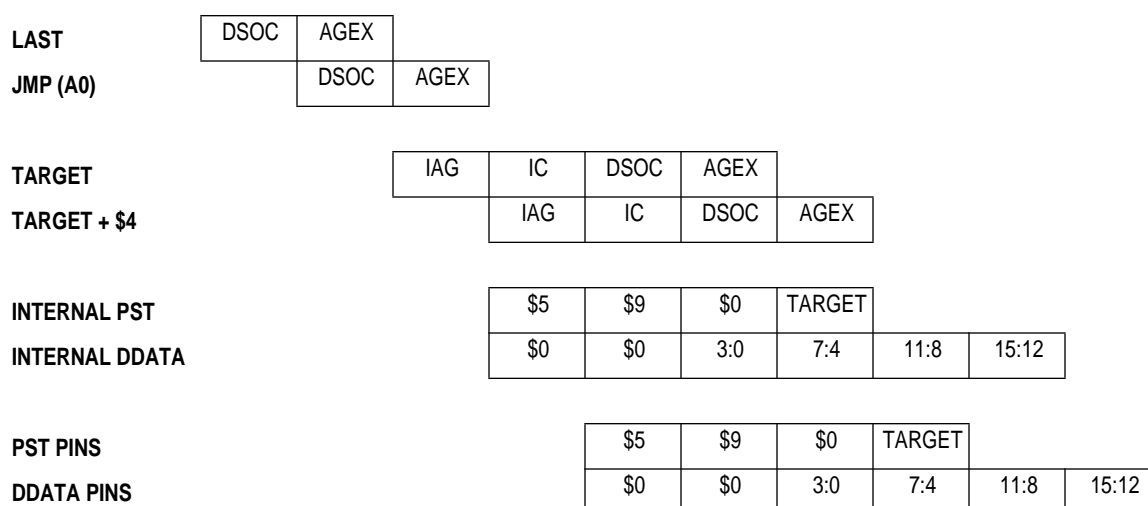 LAST DSOC AGEX
JMP (A0) DSOC AGEX
TARGET IAG IC DSOC AGEX
TARGET + $4 IAG IC DSOC AGEX
INTERNAL PST $5 $9 $0 TARGET
INTERNAL DDATA $0 $0 3:0 7:4 11:8 15:12
PST PINS $5 $9 $0 TARGET
DDATA PINS $0 $0 3:0 7:4 11:8 15:12